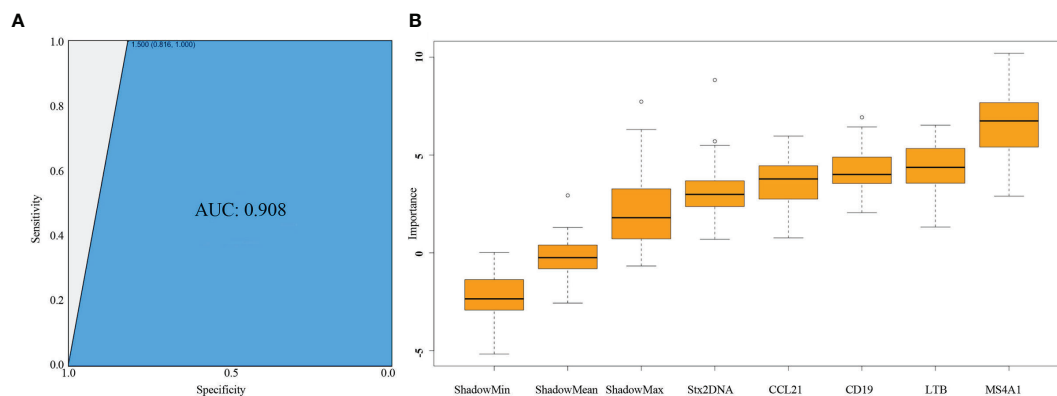 A
B
1.500 (0.816, 1.000)
1.0
0.8
0.6
0.4
0.2
0.0
Sensitivity
AUC: 0.908
1.0
0.5
0.0
Specificity
10
5
0
-5
Importance
ShadowMin
ShadowMean
ShadowMax
Stx2DNA
CCL21
CD19
LTB
MS4A1